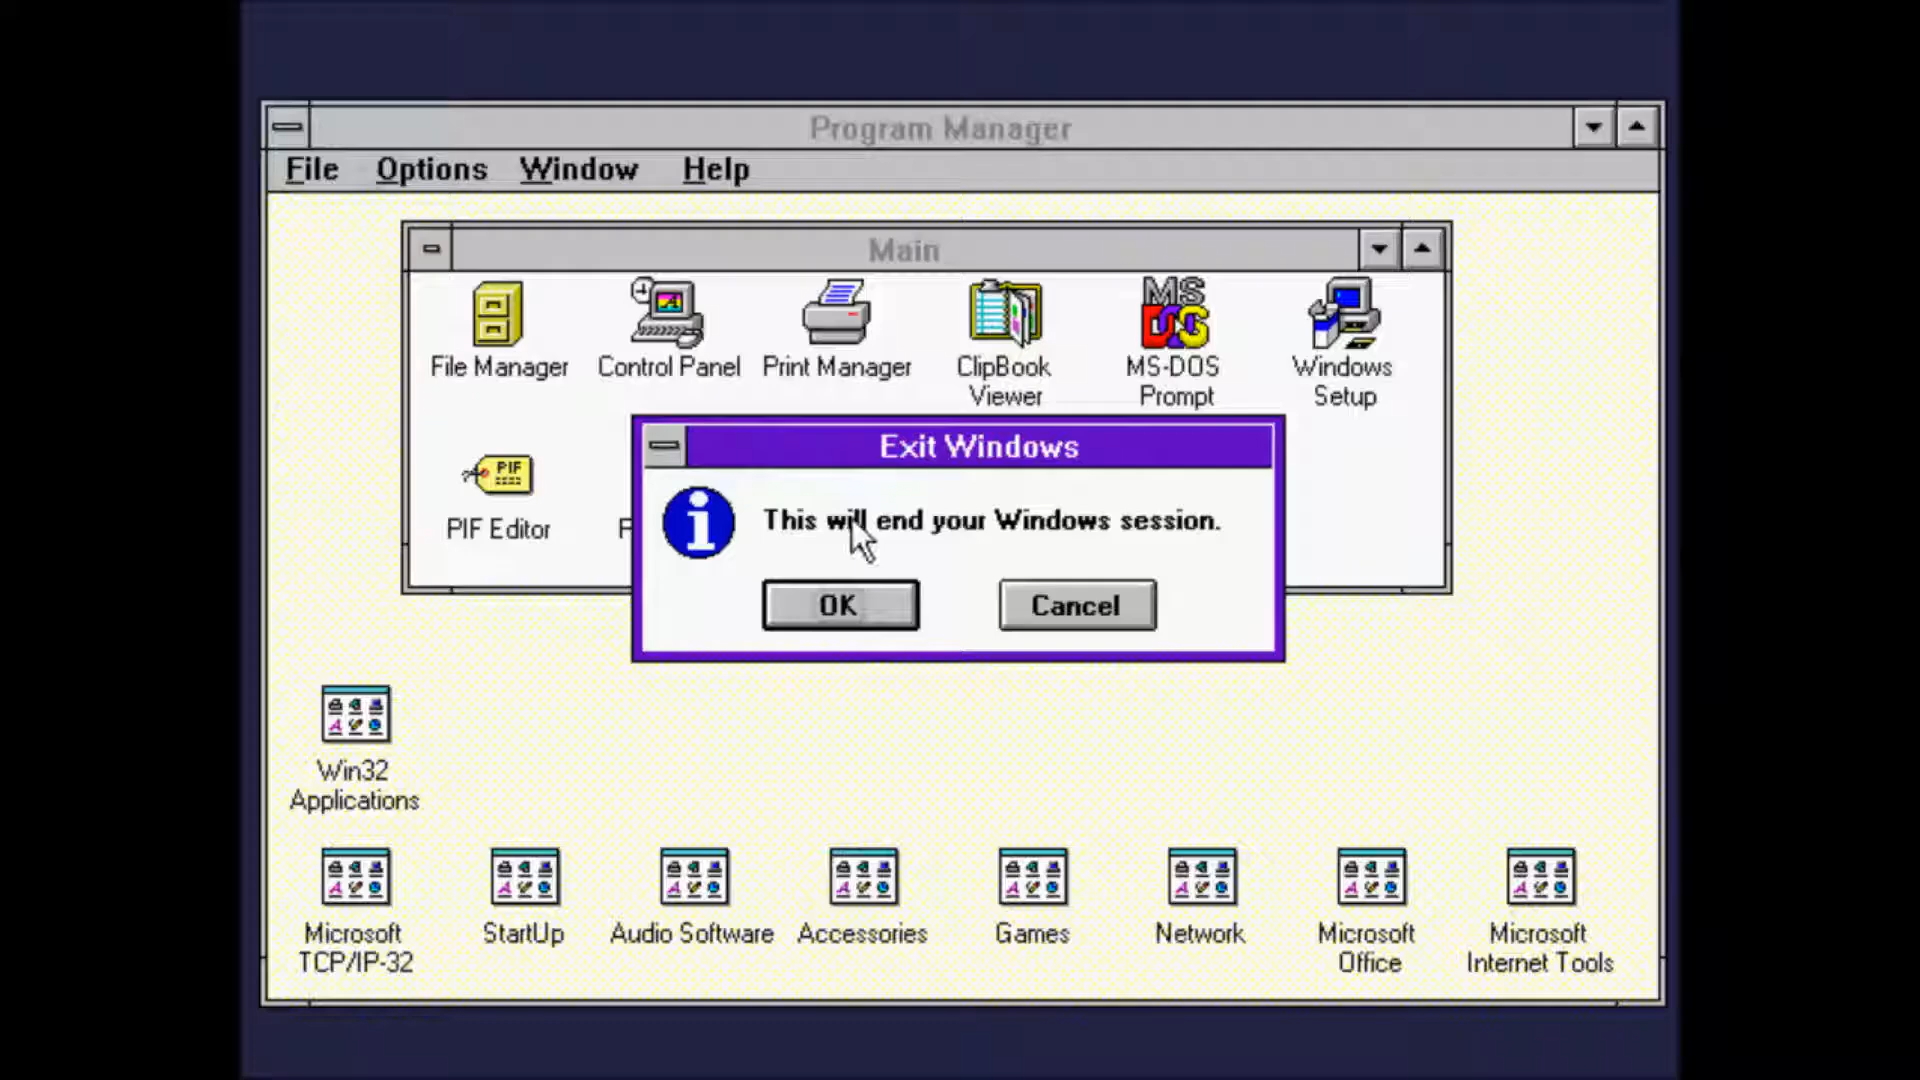 Program Manager
File Options Window Help
Main
File Manager
Control Panel
Print Manager
ClipBook
Viewer
MS
DOS
MS-DOS
Prompt
Windows
Setup
PIF
PIF Editor
Exit Windows
This will end your Windows session.
OK
Cancel
Win32
Applications
Microsoft
TCP/IP-32
StartUp
Audio Software
Accessories
Games
Network
Microsoft
Office
Microsoft
Internet Tools